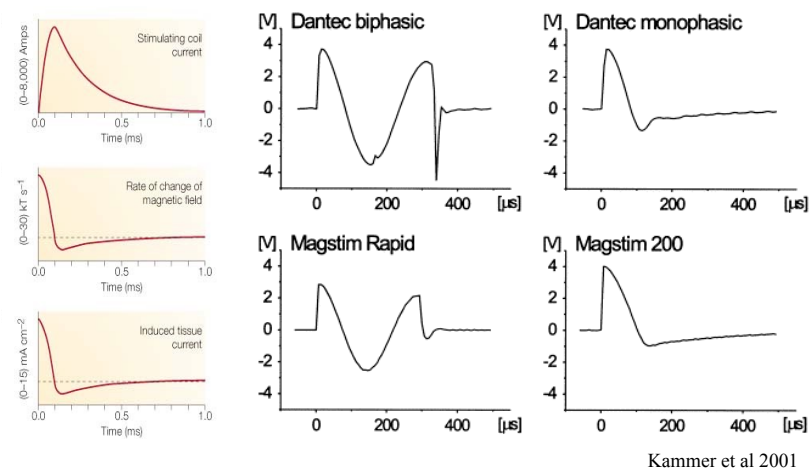 Stimulating coil
current
(0–8,000) Amps
0.0 0.5 1.0
Time (ms)
Rate of change of
magnetic field
(0–30) kT s⁻¹
0.0 0.5 1.0
Time (ms)
Induced tissue
current
(0–15) mA cm⁻²
0.0 0.5 1.0
Time (ms)
[V] Dantec biphasic
4
2
0
-2
-4
0 200 400 [µs]
[V] Dantec monophasic
4
2
0
-2
-4
0 200 400 [µs]
[V] Magstim Rapid
4
2
0
-2
-4
0 200 400 [µs]
[V] Magstim 200
4
2
0
-2
-4
0 200 400 [µs]
Kammer et al 2001